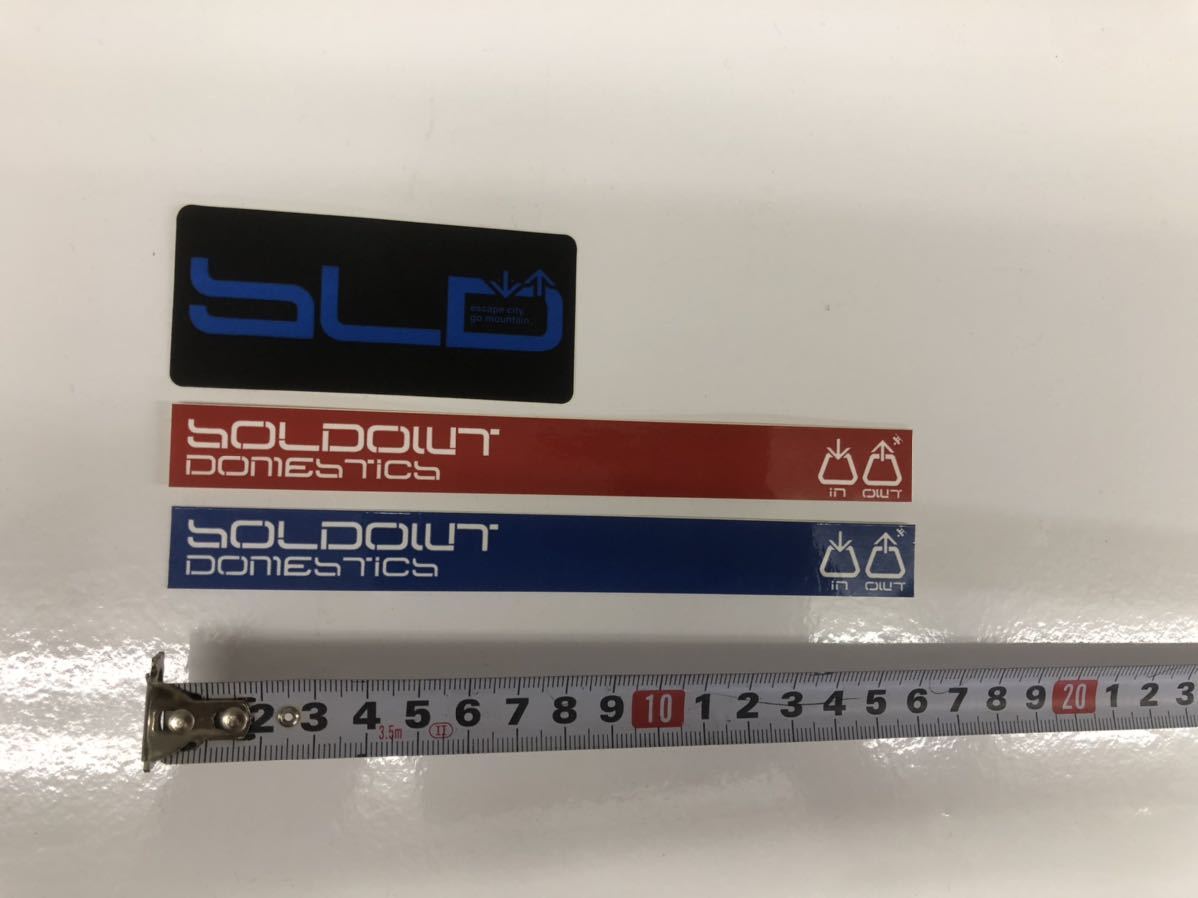 SLD
escape city.
go mountain.
SOLDOUT
DOMESTICS
in OUT
SOLDOUT
DOMESTICS
in OUT
2 3 4 5 6 7 8 9 10 1 2 3 4 5 6 7 8 9 20 1 2 3
3.5m II